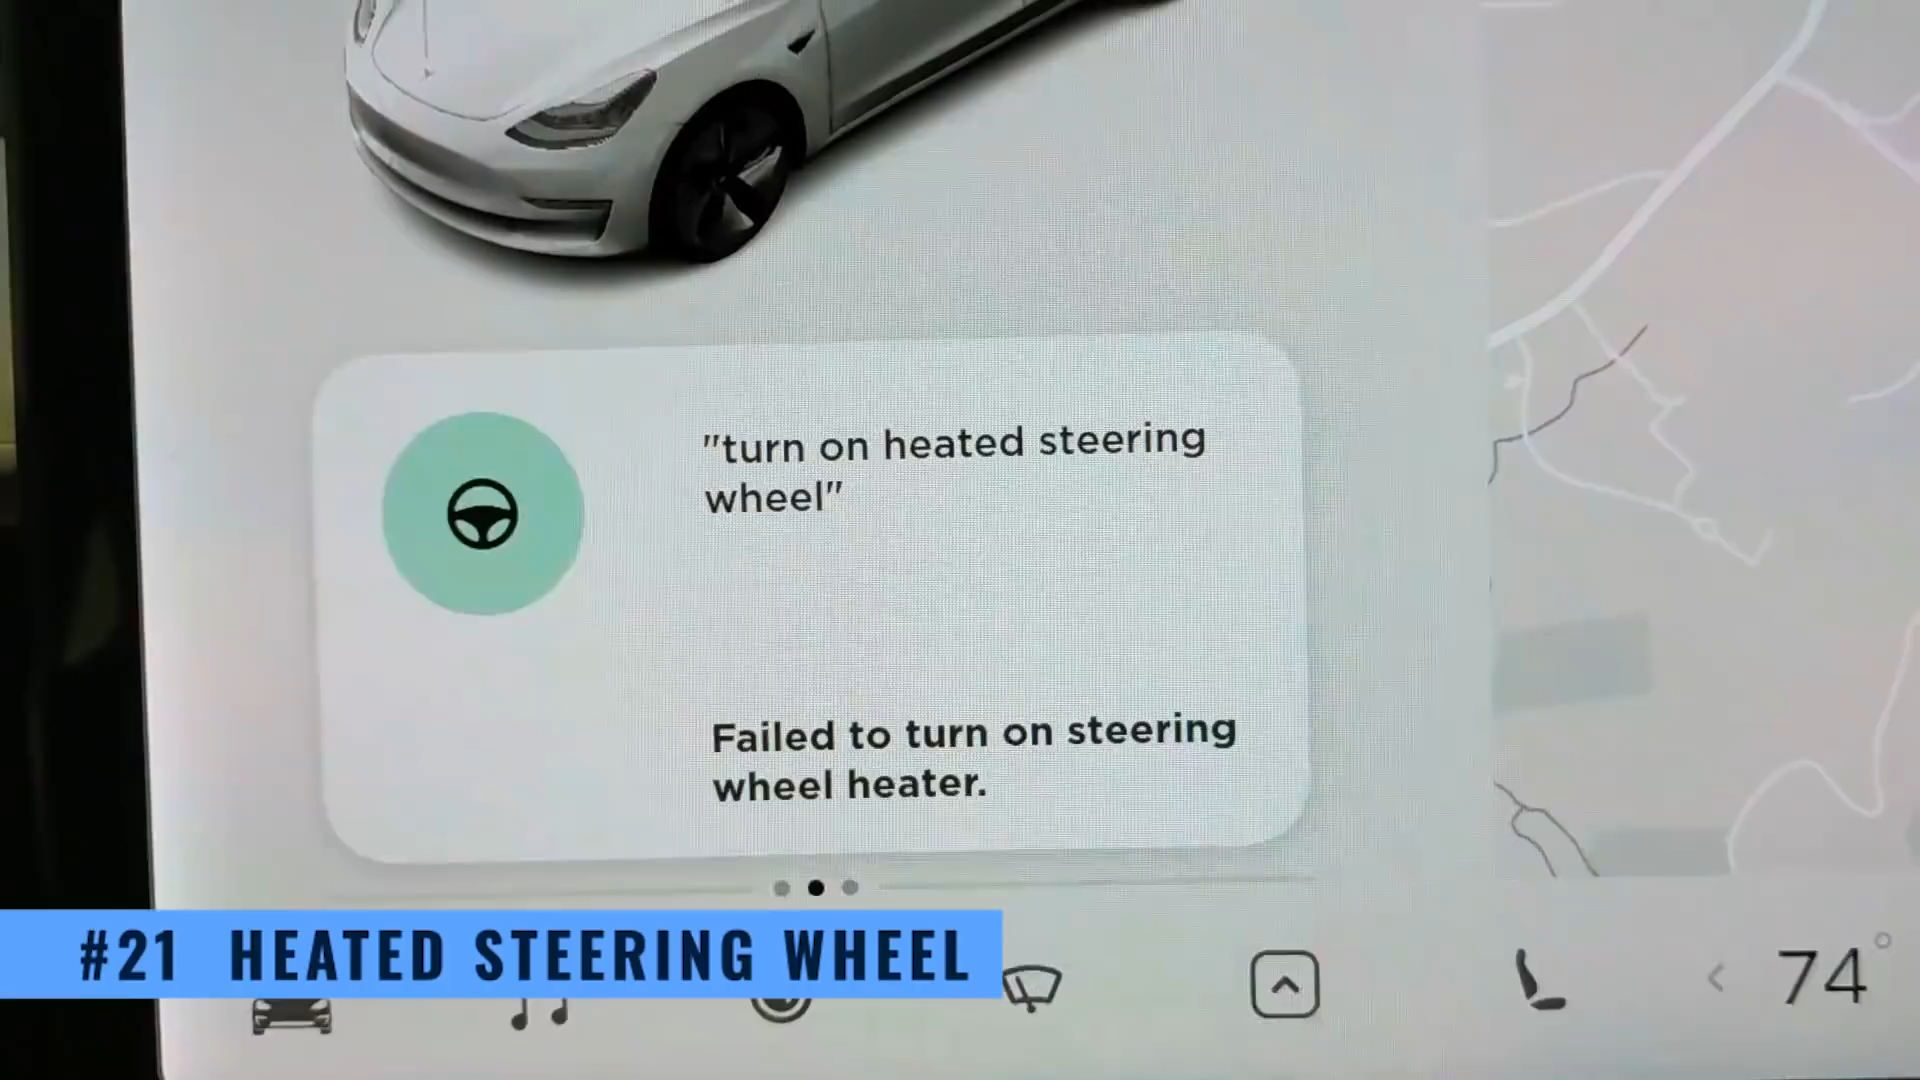 "turn on heated steering
wheel"
Failed to turn on steering
wheel heater.
#21 HEATED STEERING WHEEL
74°